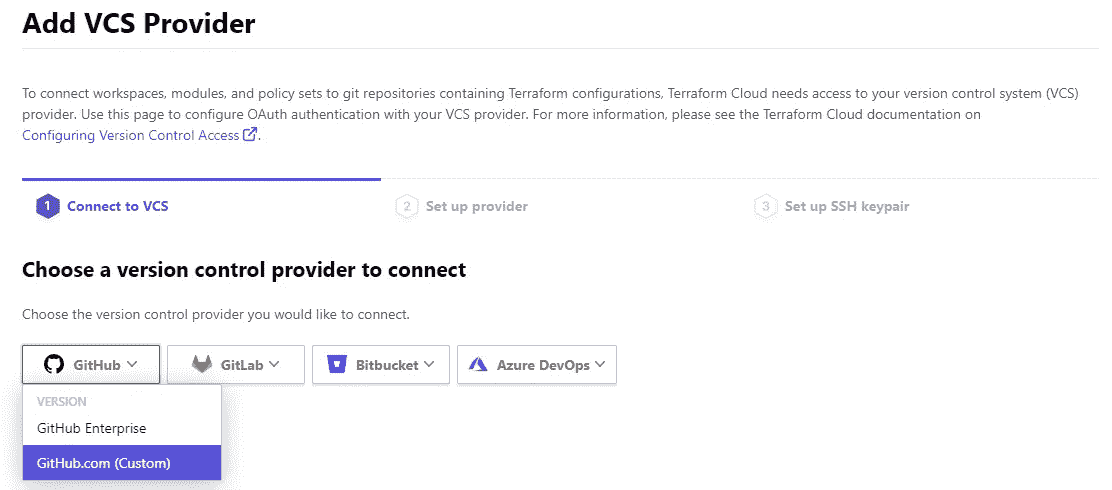 Add VCS Provider
To connect workspaces, modules, and policy sets to git repositories containing Terraform configurations, Terraform Cloud needs access to your version control system (VCS)
provider. Use this page to configure OAuth authentication with your VCS provider. For more information, please see the Terraform Cloud documentation on
Configuring Version Control Access.
1 Connect to VCS
2 Set up provider
3 Set up SSH keypair
Choose a version control provider to connect
Choose the version control provider you would like to connect.
GitHub GitLab Bitbucket Azure DevOps
VERSION
GitHub Enterprise
GitHub.com (Custom)